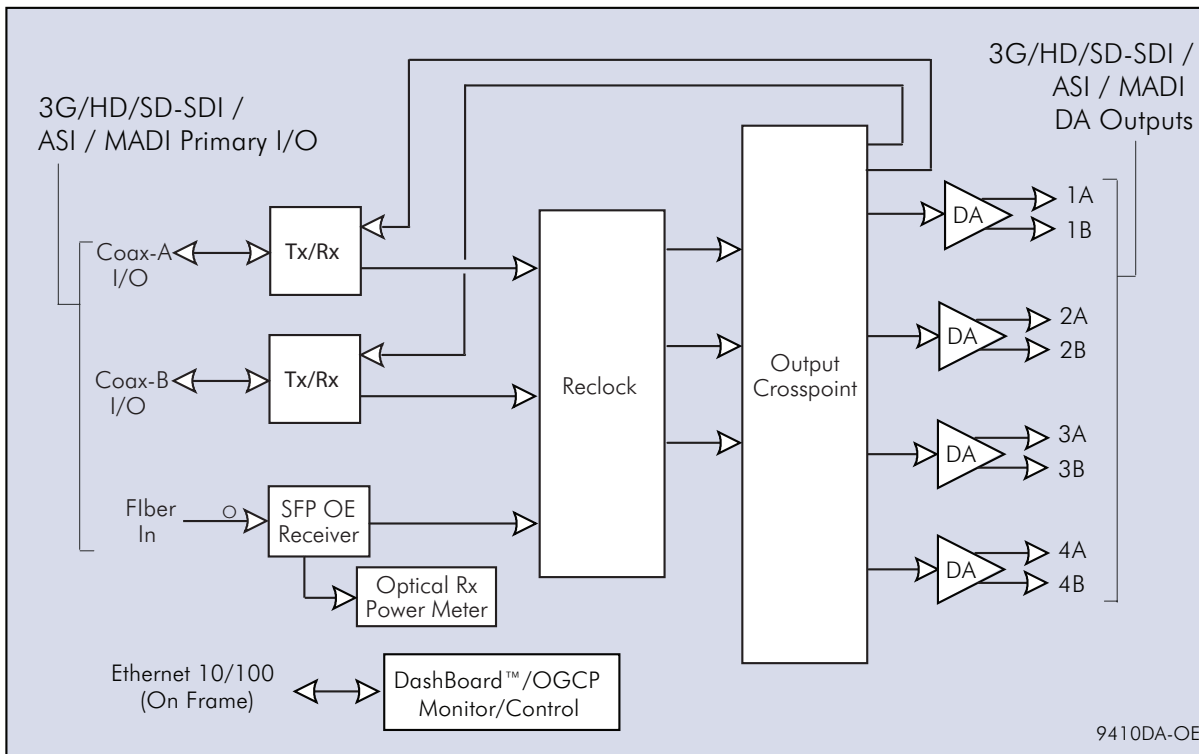 3G/HD/SD-SDI /
ASI / MADI Primary I/O
3G/HD/SD-SDI /
ASI / MADI
DA Outputs
Coax-A
I/O
Tx/Rx
Coax-B
I/O
Tx/Rx
FIber
In
SFP OE
Receiver
Optical Rx
Power Meter
Reclock
Output
Crosspoint
DA
1A
1B
DA
2A
2B
DA
3A
3B
DA
4A
4B
Ethernet 10/100
(On Frame)
DashBoard™/OGCP
Monitor/Control
9410DA-OE